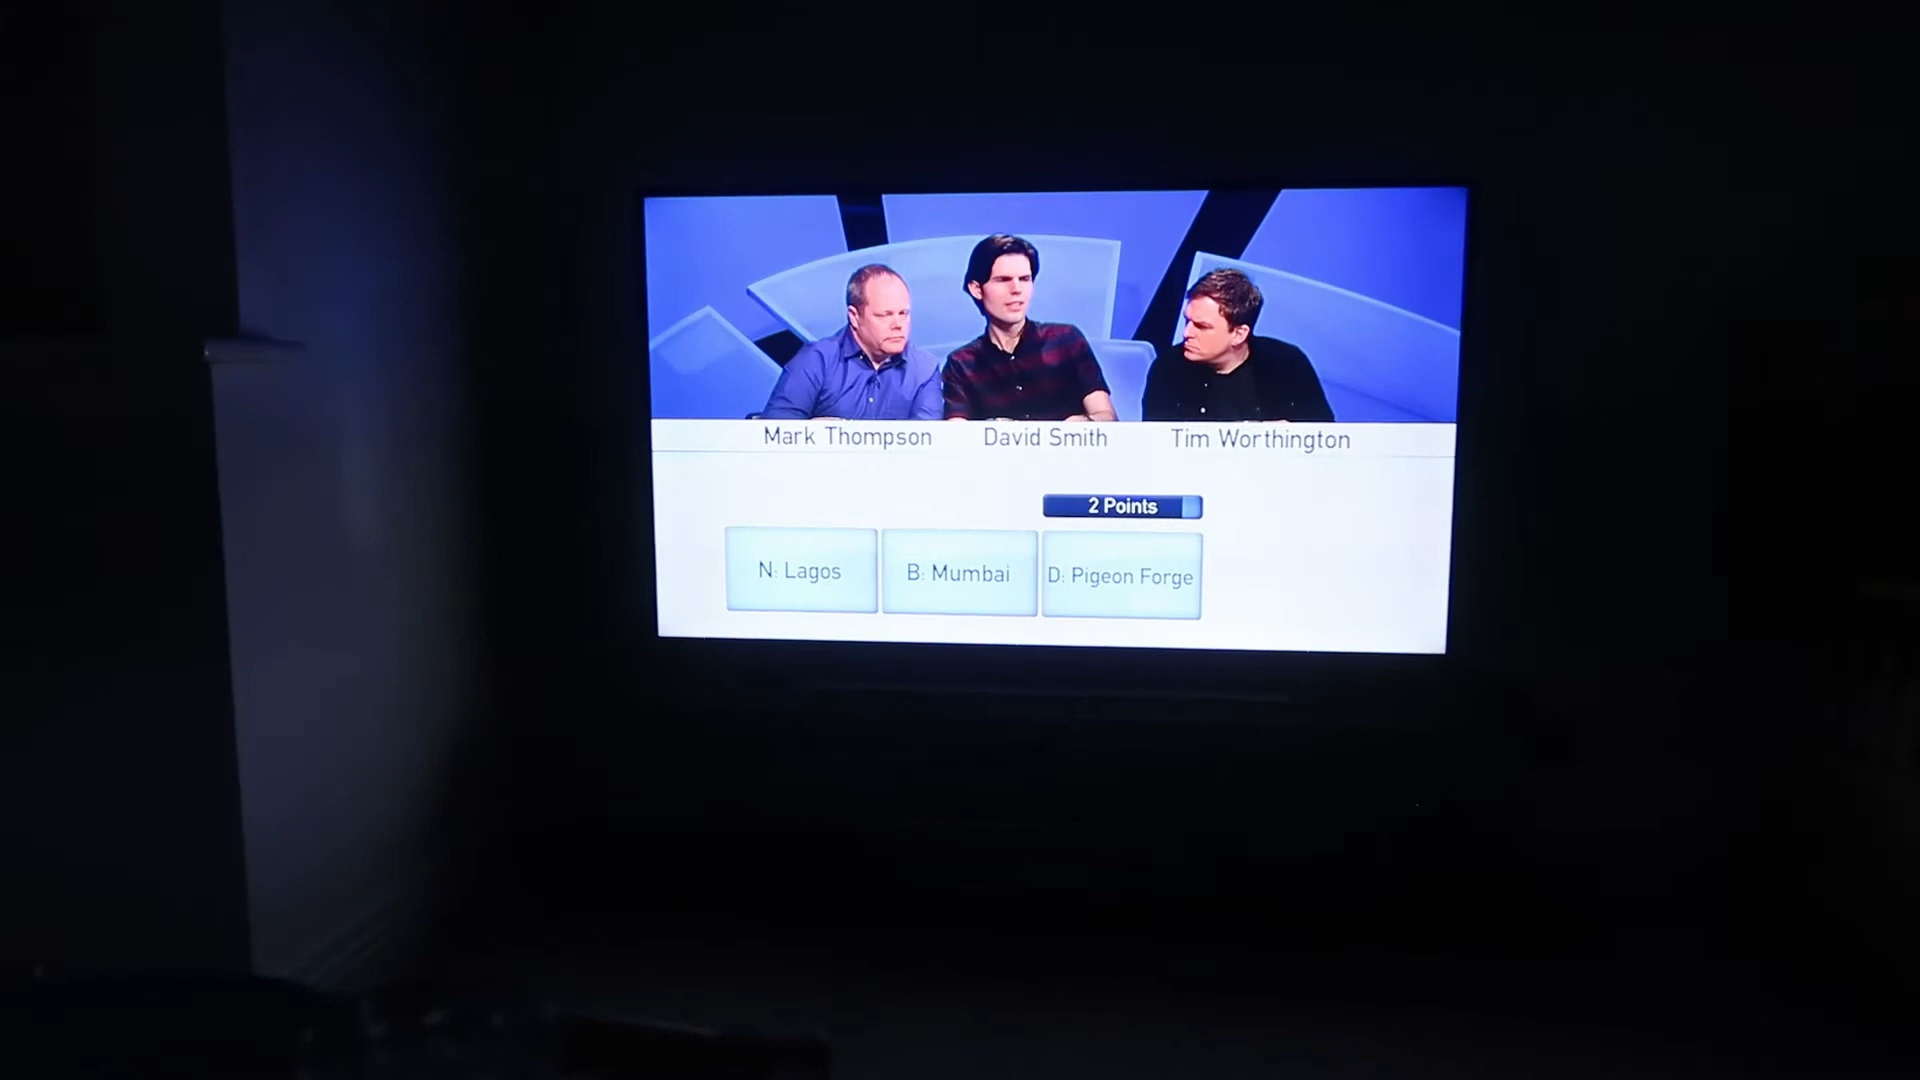 Mark Thompson David Smith Tim Worthington
2 Points
N: Lagos B: Mumbai D: Pigeon Forge